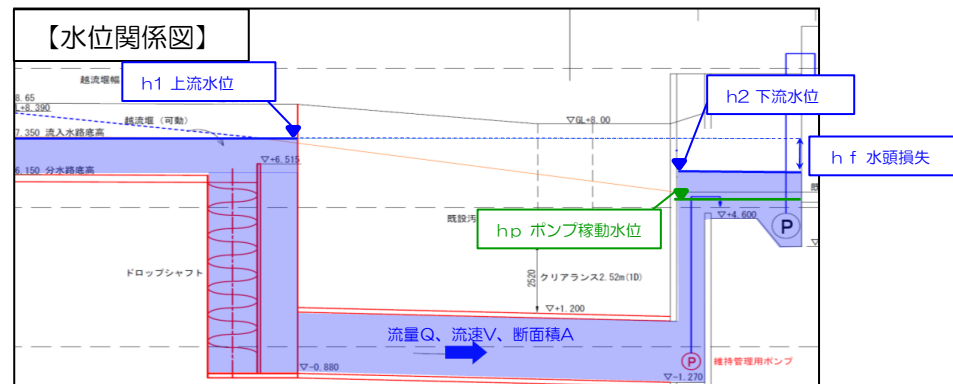 【水位関係図】
越流堰幅
h1 上流水位
8.65
L+8.390
越流堰（可動）
7.350 流入水路底高
▽+6.515
6.150 分水路底高
▽GL+8.00
h2 下流水位
hf 水頭損失
既設汚
hp ポンプ稼動水位
▽+4.600
P
ドロップシャフト
2520
クリアランス2.52m(1D)
▽+1.200
流量Q、流速V、断面積A
P 維持管理用ポンプ
▽-0.880
▽-1.270